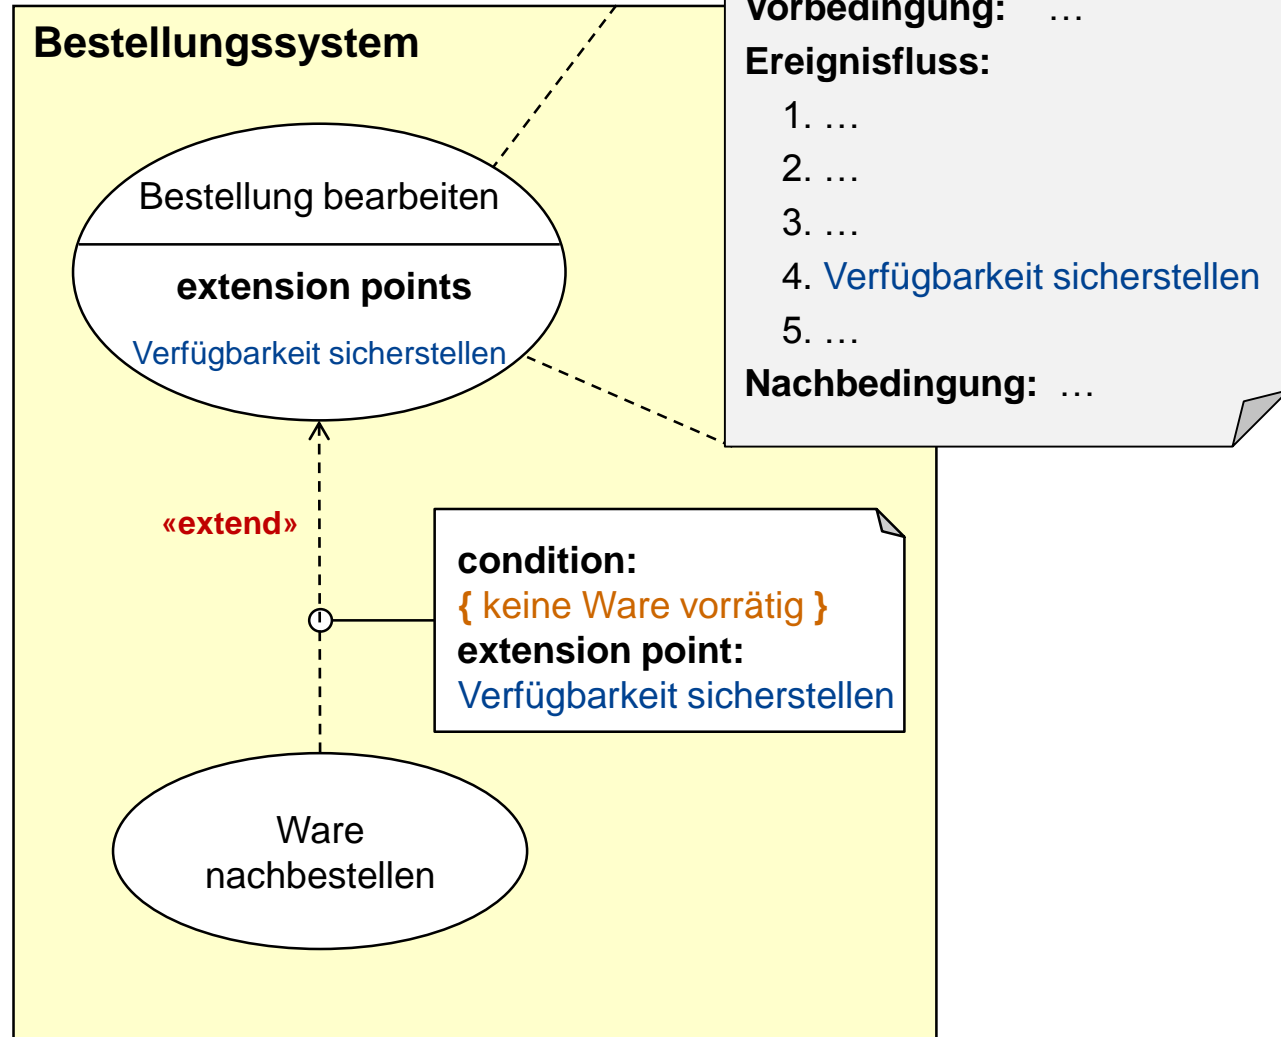 Vorbedingung: …
Bestellungssystem
Ereignisfluss:
1. …
2. …
3. …
4. Verfügbarkeit sicherstellen
5. …
Nachbedingung: …
Bestellung bearbeiten
extension points
Verfügbarkeit sicherstellen
«extend»
condition:
{ keine Ware vorrätig }
extension point:
Verfügbarkeit sicherstellen
Ware
nachbestellen